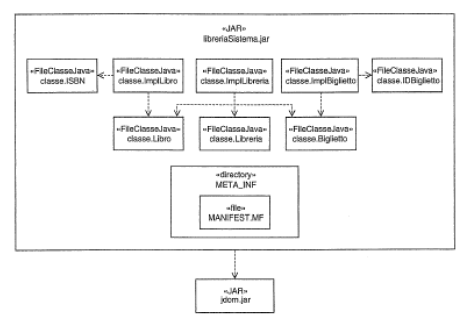 «JAR»
libreriaSistema.jar
«FileClasseJava»
classe.ISBN
«FileClasseJava»
classe.ImplLibro
«FileClasseJava»
classe.ImplLibreria
«FileClasseJava»
classe.ImplBiglietto
«FileClasseJava»
classe.IDBiglietto
«FileClasseJava»
classe.Libro
«FileClasseJava»
classe.Libreria
«FileClasseJava»
classe.Biglietto
«directory»
META_INF
«file»
MANIFEST.MF
«JAR»
jdom.jar